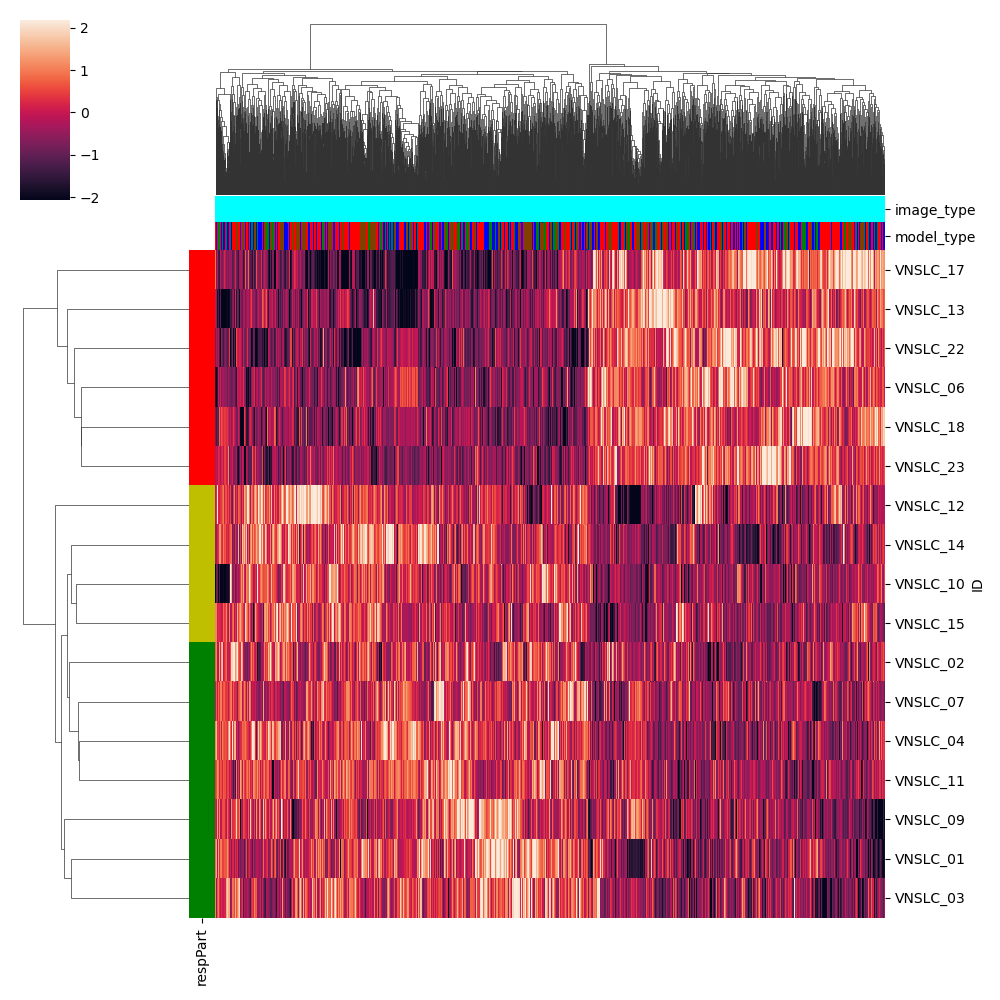 2
1
0
−1
−2
image_type
model_type
VNSLC_17
VNSLC_13
VNSLC_22
VNSLC_06
VNSLC_18
VNSLC_23
VNSLC_12
VNSLC_14
VNSLC_10
VNSLC_15
VNSLC_02
VNSLC_07
VNSLC_04
VNSLC_11
VNSLC_09
VNSLC_01
VNSLC_03
ID
respPart